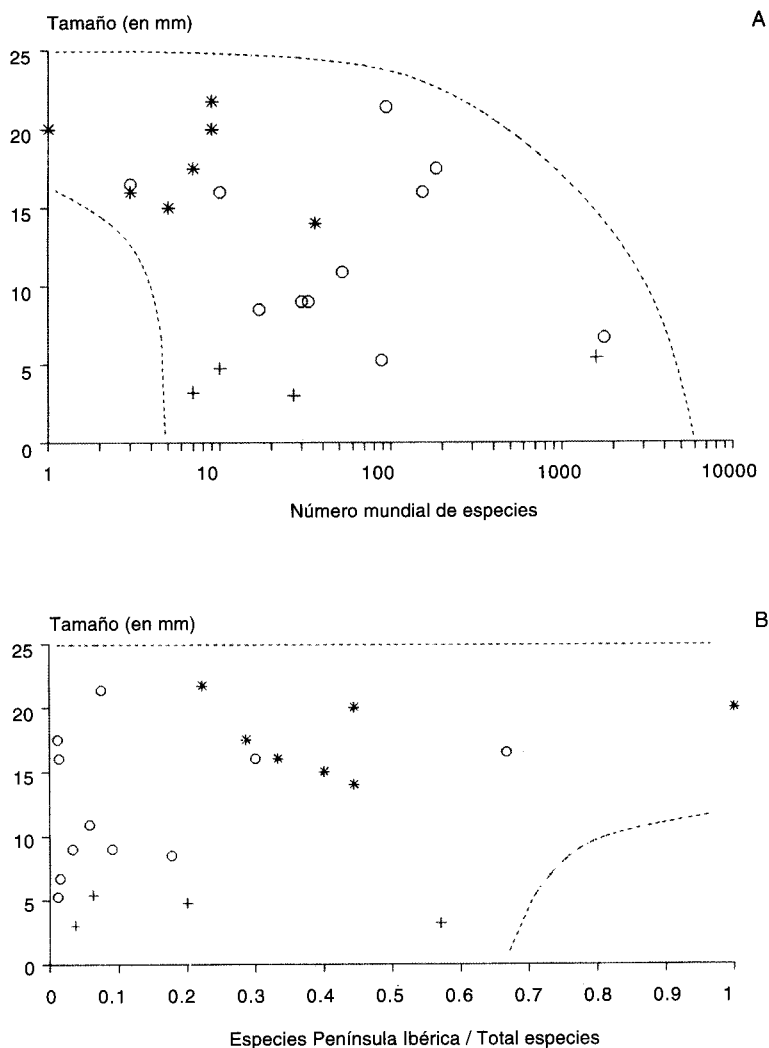 Tamaño (en mm)
A
25
20
15
10
5
0
1 10 100 1000 10000
Número mundial de especies
Tamaño (en mm)
B
25
20
15
10
5
0
0 0.1 0.2 0.3 0.4 0.5 0.6 0.7 0.8 0.9 1
Especies Península Ibérica / Total especies